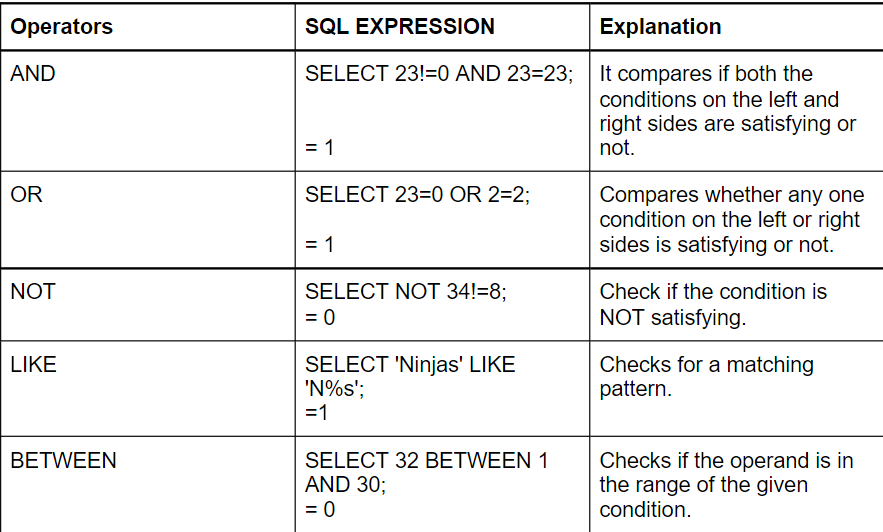 Operators
SQL EXPRESSION
Explanation
AND
SELECT 23!=0 AND 23=23;
= 1
It compares if both the
conditions on the left and
right sides are satisfying or
not.
OR
SELECT 23=0 OR 2=2;
= 1
Compares whether any one
condition on the left or right
sides is satisfying or not.
NOT
SELECT NOT 34!=8;
= 0
Check if the condition is
NOT satisfying.
LIKE
SELECT 'Ninjas' LIKE
'N%s';
=1
Checks for a matching
pattern.
BETWEEN
SELECT 32 BETWEEN 1
AND 30;
= 0
Checks if the operand is in
the range of the given
condition.